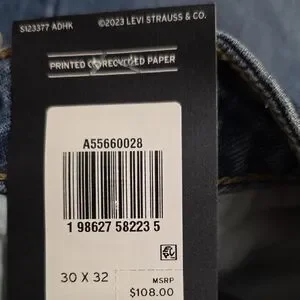 S123377 ADHK
©2023 LEVI STRAUSS & CO.
PRINTED ON RECYCLED PAPER
A55660028
1 98627 58223 5
30 X 32
MSRP
$108.00